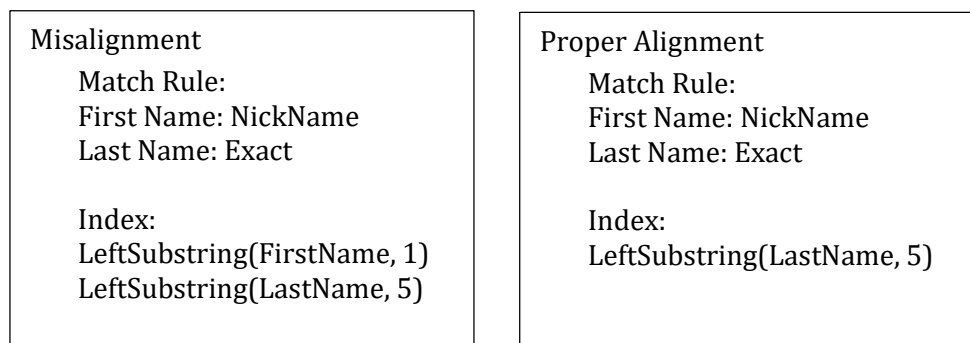 Misalignment
Match Rule:
First Name: NickName
Last Name: Exact
Index:
LeftSubstring(FirstName, 1)
LeftSubstring(LastName, 5)
Proper Alignment
Match Rule:
First Name: NickName
Last Name: Exact
Index:
LeftSubstring(LastName, 5)